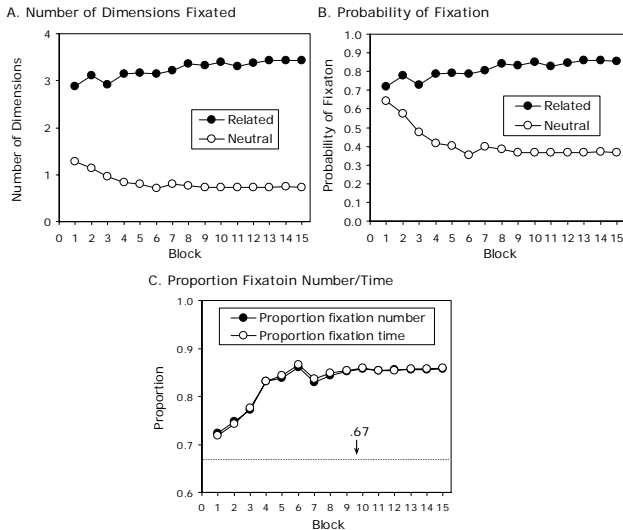 A. Number of Dimensions Fixated
Number of Dimensions
4
3
2
1
0
Related
Neutral
0 1 2 3 4 5 6 7 8 9 10 11 12 13 14 15
Block
B. Probability of Fixation
Probability of Fixaton
1.0
0.9
0.8
0.7
0.6
0.5
0.4
0.3
0.2
0.1
0.0
Related
Neutral
0 1 2 3 4 5 6 7 8 9 10 11 12 13 14 15
Block
C. Proportion Fixatoin Number/Time
Proportion
1.0
0.9
0.8
0.7
0.6
Proportion fixation number
Proportion fixation time
.67
0 1 2 3 4 5 6 7 8 9 10 11 12 13 14 15
Block